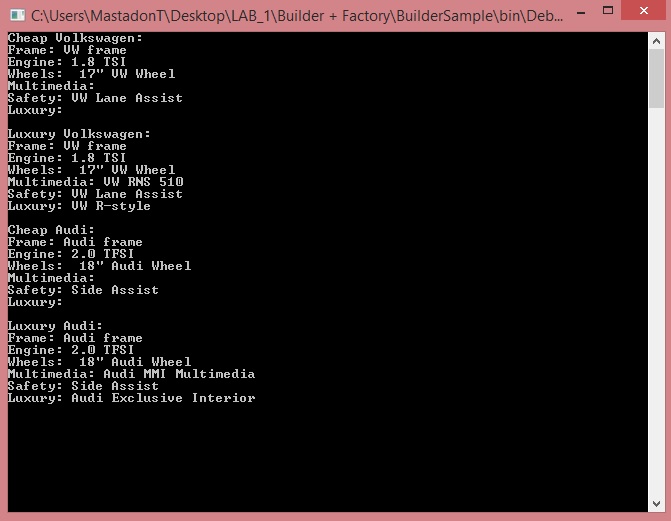 C:\Users\MastadonT\Desktop\LAB_1\Builder + Factory\BuilderSample\bin\Deb...
Cheap Volkswagen:
Frame: VW frame
Engine: 1.8 TSI
Wheels:  17" VW Wheel
Multimedia:
Safety: VW Lane Assist
Luxury:

Luxury Volkswagen:
Frame: VW frame
Engine: 1.8 TSI
Wheels:  17" VW Wheel
Multimedia: VW RNS 510
Safety: VW Lane Assist
Luxury: VW R-style

Cheap Audi:
Frame: Audi frame
Engine: 2.0 TFSI
Wheels:  18" Audi Wheel
Multimedia:
Safety: Side Assist
Luxury:

Luxury Audi:
Frame: Audi frame
Engine: 2.0 TFSI
Wheels:  18" Audi Wheel
Multimedia: Audi MMI Multimedia
Safety: Side Assist
Luxury: Audi Exclusive Interior